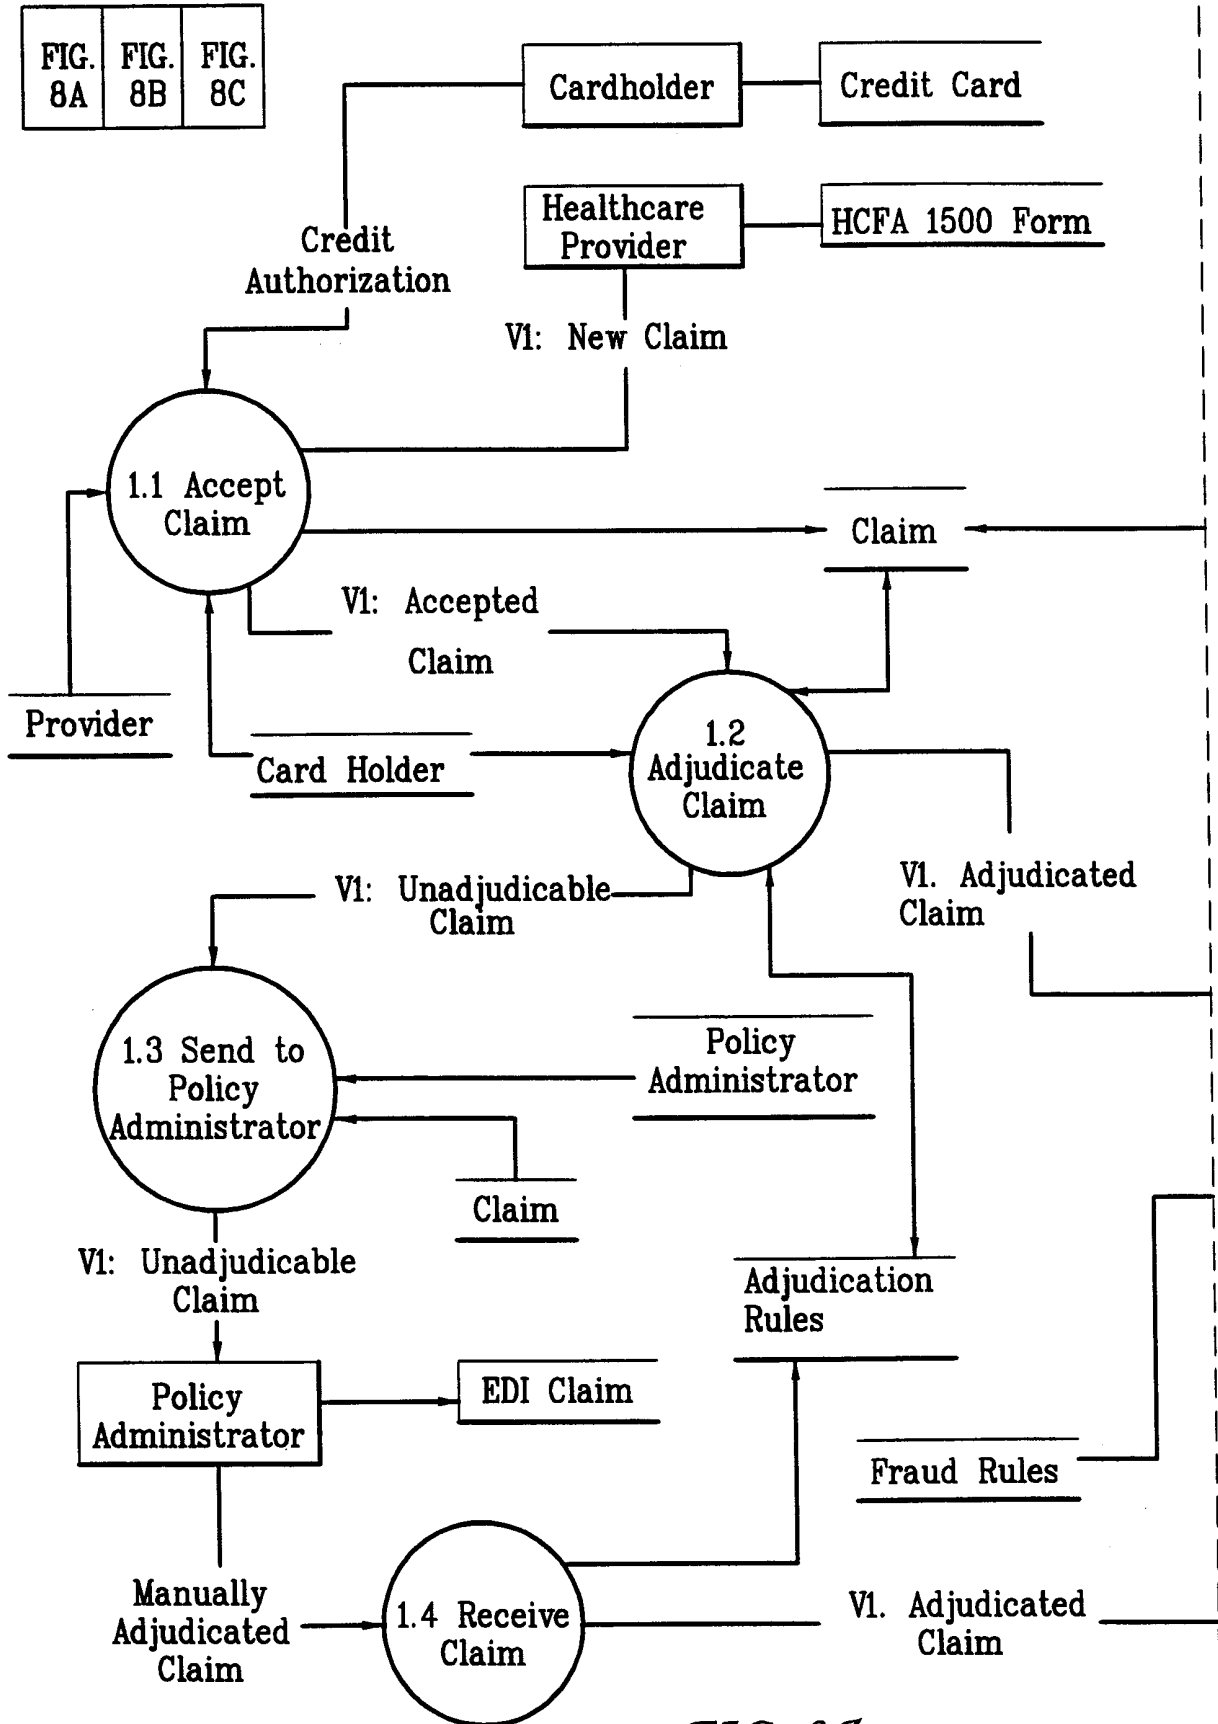 FIG. 8A
FIG. 8B
FIG. 8C
Cardholder
Credit Card
Healthcare
Provider
HCFA 1500 Form
Credit
Authorization
V1: New Claim
1.1 Accept
Claim
Claim
V1: Accepted
Claim
Provider
Card Holder
1.2
Adjudicate
Claim
V1: Unadjudicable
Claim
V1. Adjudicated
Claim
1.3 Send to
Policy
Administrator
Policy
Administrator
Claim
V1: Unadjudicable
Claim
Adjudication
Rules
Policy
Administrator
EDI Claim
Fraud Rules
Manually
Adjudicated
Claim
1.4 Receive
Claim
V1. Adjudicated
Claim